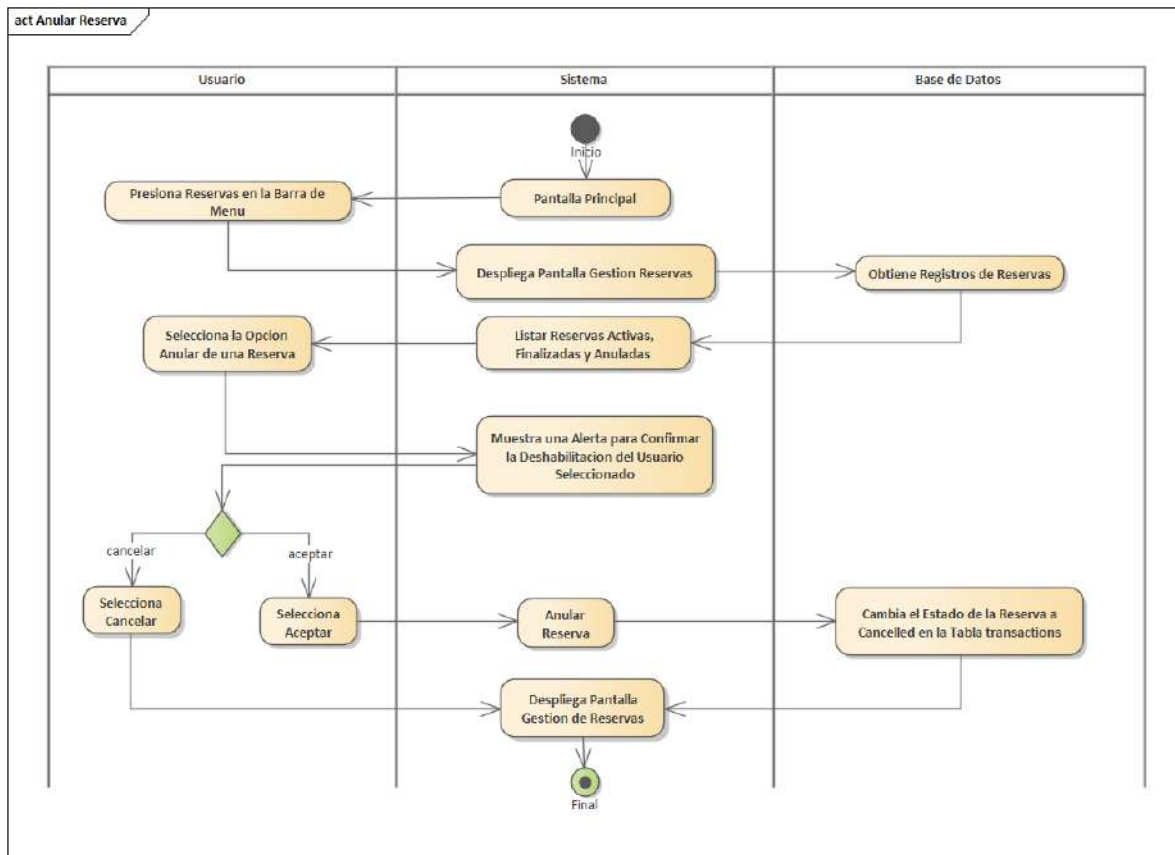 act Anular Reserva
Usuario
Sistema
Base de Datos
Inicio
Presiona Reservas en la Barra de
Menu
Pantalla Principal
Despliega Pantalla Gestion Reservas
Obtiene Registros de Reservas
Selecciona la Opcion
Anular de una Reserva
Listar Reservas Activas,
Finalizadas y Anuladas
Muestra una Alerta para Confirmar
la Deshabilitacion del Usuario
Seleccionado
cancelar
aceptar
Selecciona
Cancelar
Selecciona
Aceptar
Anular
Reserva
Cambia el Estado de la Reserva a
Cancelled en la Tabla transactions
Despliega Pantalla
Gestion de Reservas
Final